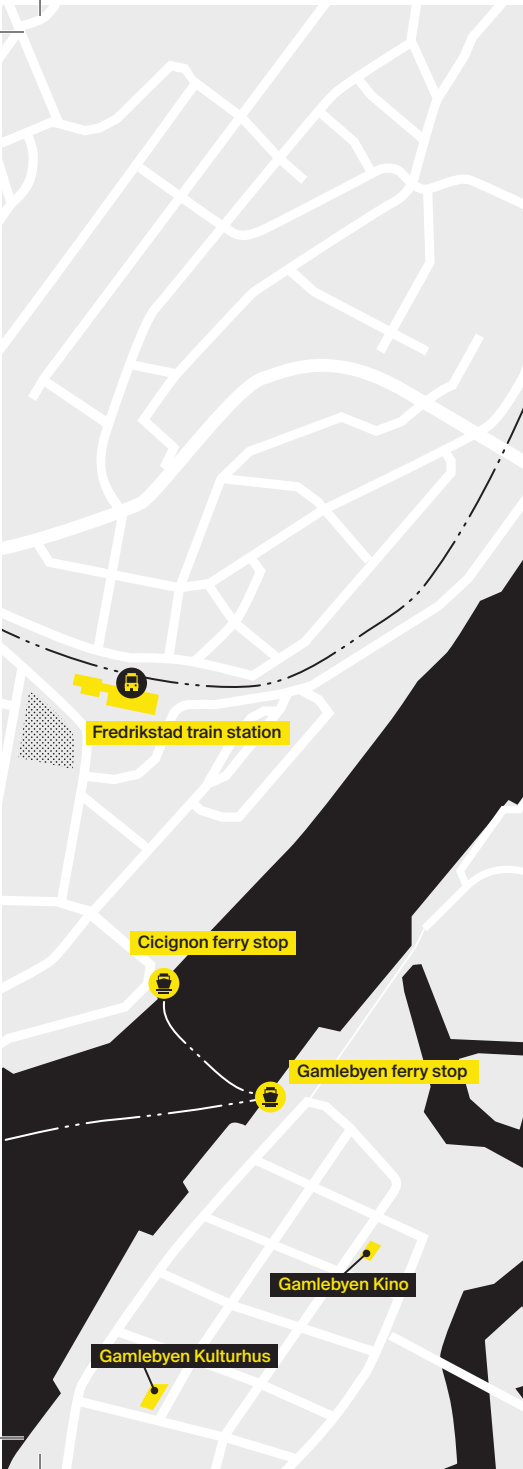 Fredrikstad train station
Cicignon ferry stop
Gamlebyen ferry stop
Gamlebyen Kino
Gamlebyen Kulturhus